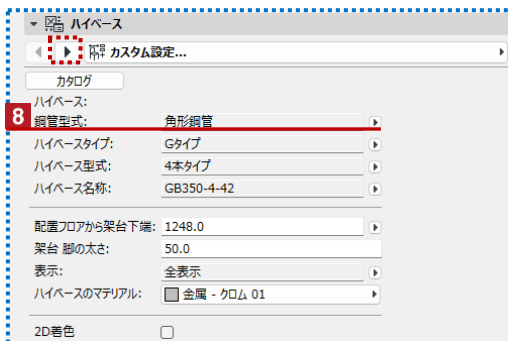 ハイベース
カスタム設定...
カタログ
ハイベース:
8
鋼管型式: 角形鋼管
ハイベースタイプ: Gタイプ
ハイベース型式: 4本タイプ
ハイベース名称: GB350-4-42
配置フロアから架台下端: 1248.0
架台 脚の太さ: 50.0
表示: 全表示
ハイベースのマテリアル: 金属 - クロム 01
2D着色